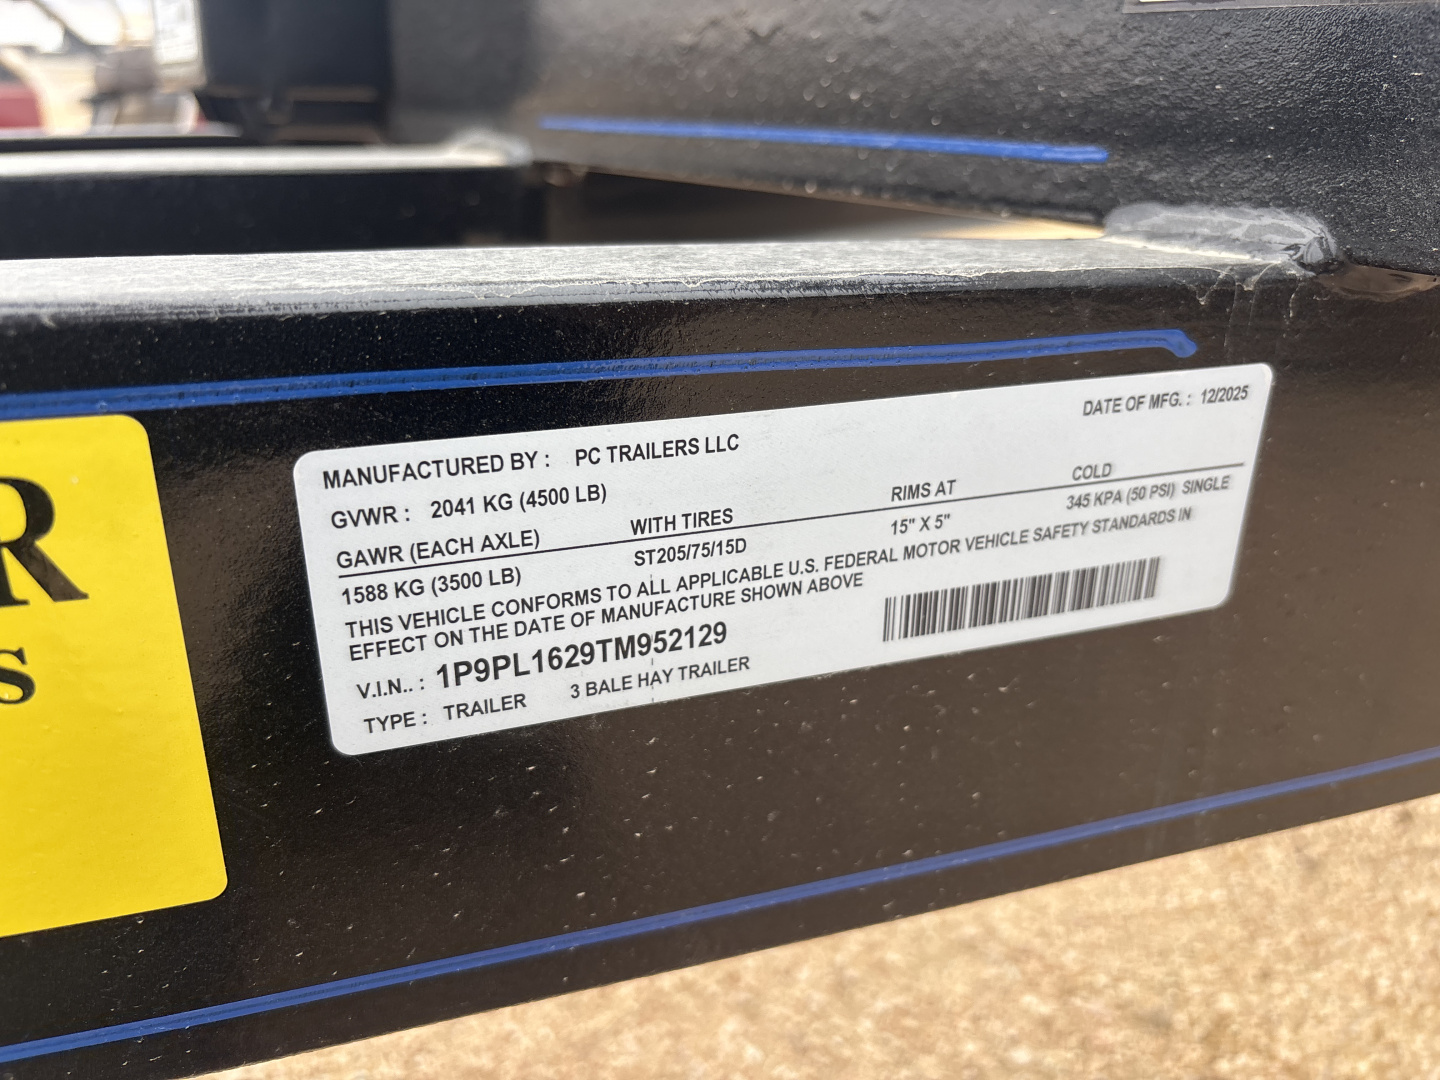 R
S
DATE OF MFG. : 12/2025
MANUFACTURED BY : PC TRAILERS LLC
GVWR : 2041 KG (4500 LB)
GAWR (EACH AXLE) WITH TIRES RIMS AT COLD
1588 KG (3500 LB) ST205/75/15D 15" X 5" 345 KPA (50 PSI) SINGLE
THIS VEHICLE CONFORMS TO ALL APPLICABLE U.S. FEDERAL MOTOR VEHICLE SAFETY STANDARDS IN
EFFECT ON THE DATE OF MANUFACTURE SHOWN ABOVE
V.I.N.. : 1P9PL1629TM952129
TYPE : TRAILER 3 BALE HAY TRAILER